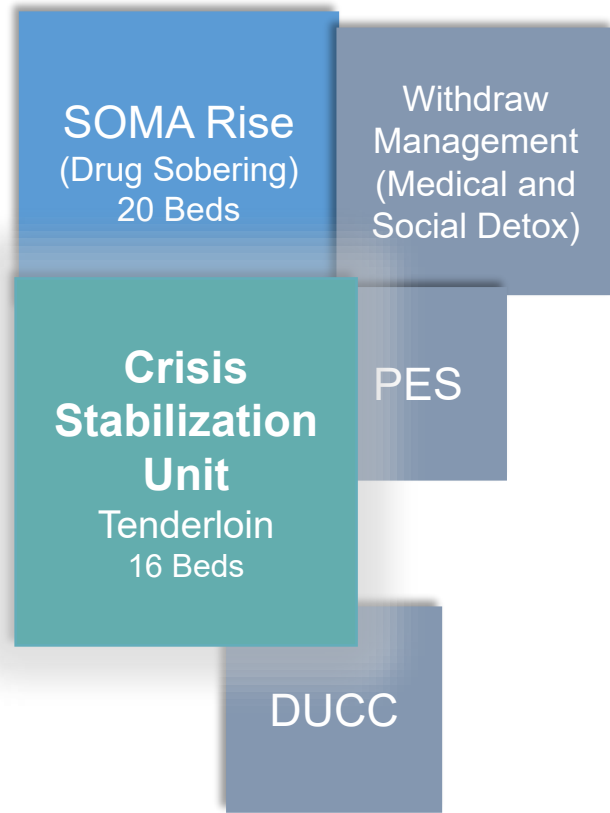 SOMA Rise
(Drug Sobering)
20 Beds
Withdraw
Management
(Medical and
Social Detox)
Crisis
Stabilization
Unit
Tenderloin
16 Beds
PES
DUCC